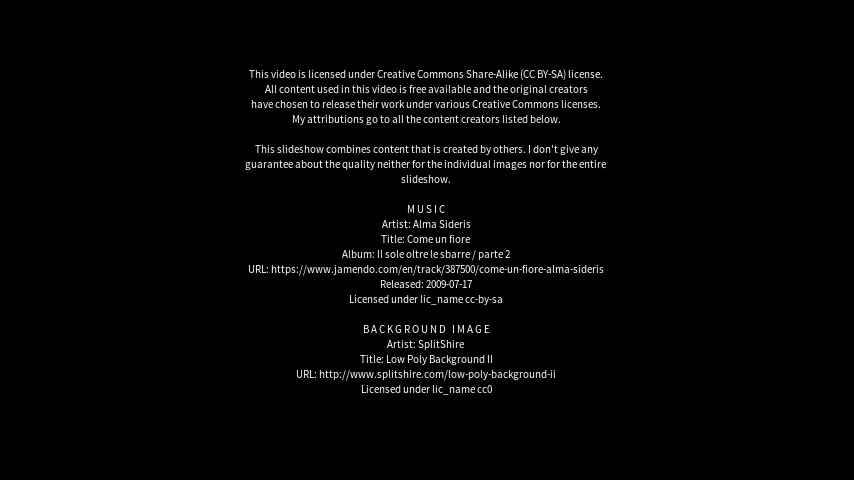 This video is licensed under Creative Commons Share-Alike (CC BY-SA) license.
All content used in this video is free available and the original creators
have chosen to release their work under various Creative Commons licenses.
My attributions go to all the content creators listed below.
This slideshow combines content that is created by others. I don't give any
guarantee about the quality neither for the individual images nor for the entire
slideshow.
MUSIC
Artist: Alma Sideris
Title: Come un fiore
Album: Il sole oltre le sbarre / parte 2
URL: https://www.jamendo.com/en/track/387500/come-un-fiore-alma-sideris
Released: 2009-07-17
Licensed under lic_name cc-by-sa
BACKGROUND IMAGE
Artist: SplitShire
Title: Low Poly Background II
URL: http://www.splitshire.com/low-poly-background-ii
Licensed under lic_name cc0